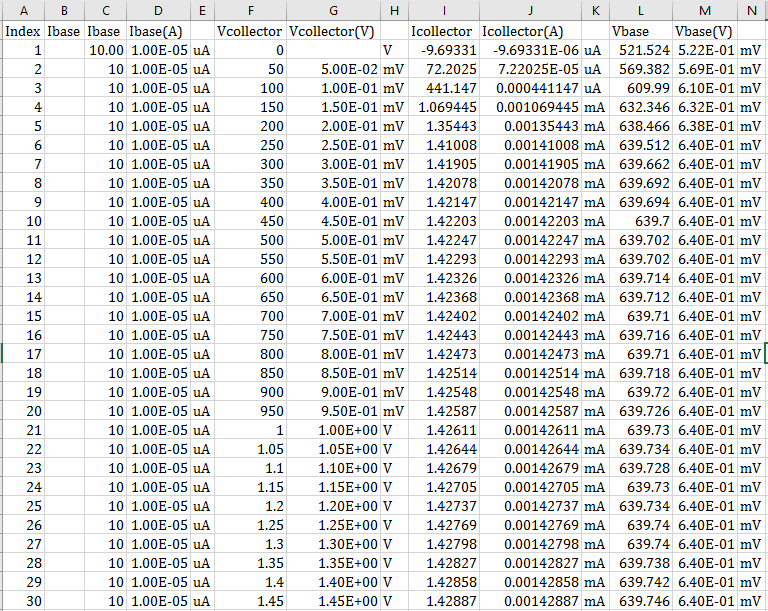 A B C D E F G H I J K L M N
Index Ibase Ibase Ibase(A) Vcollector Vcollector(V) Icollector Icollector(A) Vbase Vbase(V)
1 10.00 1.00E-05 uA 0 V -9.69331 -9.69331E-06 uA 521.524 5.22E-01 mV
2 10 1.00E-05 uA 50 5.00E-02 mV 72.2025 7.22025E-05 uA 569.382 5.69E-01 mV
3 10 1.00E-05 uA 100 1.00E-01 mV 441.147 0.000441147 uA 609.99 6.10E-01 mV
4 10 1.00E-05 uA 150 1.50E-01 mV 1.069445 0.001069445 mA 632.346 6.32E-01 mV
5 10 1.00E-05 uA 200 2.00E-01 mV 1.35443 0.00135443 mA 638.466 6.38E-01 mV
6 10 1.00E-05 uA 250 2.50E-01 mV 1.41008 0.00141008 mA 639.512 6.40E-01 mV
7 10 1.00E-05 uA 300 3.00E-01 mV 1.41905 0.00141905 mA 639.662 6.40E-01 mV
8 10 1.00E-05 uA 350 3.50E-01 mV 1.42078 0.00142078 mA 639.692 6.40E-01 mV
9 10 1.00E-05 uA 400 4.00E-01 mV 1.42147 0.00142147 mA 639.694 6.40E-01 mV
10 10 1.00E-05 uA 450 4.50E-01 mV 1.42203 0.00142203 mA 639.7 6.40E-01 mV
11 10 1.00E-05 uA 500 5.00E-01 mV 1.42247 0.00142247 mA 639.702 6.40E-01 mV
12 10 1.00E-05 uA 550 5.50E-01 mV 1.42293 0.00142293 mA 639.702 6.40E-01 mV
13 10 1.00E-05 uA 600 6.00E-01 mV 1.42326 0.00142326 mA 639.714 6.40E-01 mV
14 10 1.00E-05 uA 650 6.50E-01 mV 1.42368 0.00142368 mA 639.712 6.40E-01 mV
15 10 1.00E-05 uA 700 7.00E-01 mV 1.42402 0.00142402 mA 639.71 6.40E-01 mV
16 10 1.00E-05 uA 750 7.50E-01 mV 1.42443 0.00142443 mA 639.716 6.40E-01 mV
17 10 1.00E-05 uA 800 8.00E-01 mV 1.42473 0.00142473 mA 639.71 6.40E-01 mV
18 10 1.00E-05 uA 850 8.50E-01 mV 1.42514 0.00142514 mA 639.718 6.40E-01 mV
19 10 1.00E-05 uA 900 9.00E-01 mV 1.42548 0.00142548 mA 639.72 6.40E-01 mV
20 10 1.00E-05 uA 950 9.50E-01 mV 1.42587 0.00142587 mA 639.726 6.40E-01 mV
21 10 1.00E-05 uA 1 1.00E+00 V 1.42611 0.00142611 mA 639.73 6.40E-01 mV
22 10 1.00E-05 uA 1.05 1.05E+00 V 1.42644 0.00142644 mA 639.734 6.40E-01 mV
23 10 1.00E-05 uA 1.1 1.10E+00 V 1.42679 0.00142679 mA 639.728 6.40E-01 mV
24 10 1.00E-05 uA 1.15 1.15E+00 V 1.42705 0.00142705 mA 639.73 6.40E-01 mV
25 10 1.00E-05 uA 1.2 1.20E+00 V 1.42737 0.00142737 mA 639.734 6.40E-01 mV
26 10 1.00E-05 uA 1.25 1.25E+00 V 1.42769 0.00142769 mA 639.74 6.40E-01 mV
27 10 1.00E-05 uA 1.3 1.30E+00 V 1.42798 0.00142798 mA 639.74 6.40E-01 mV
28 10 1.00E-05 uA 1.35 1.35E+00 V 1.42827 0.00142827 mA 639.738 6.40E-01 mV
29 10 1.00E-05 uA 1.4 1.40E+00 V 1.42858 0.00142858 mA 639.742 6.40E-01 mV
30 10 1.00E-05 uA 1.45 1.45E+00 V 1.42887 0.00142887 mA 639.746 6.40E-01 mV